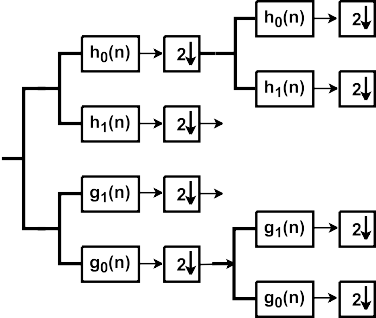 h₀(n) 2↓
h₀(n) 2↓
h₁(n) 2↓
h₁(n) 2↓
g₁(n) 2↓
g₁(n) 2↓
g₀(n) 2↓
g₀(n) 2↓